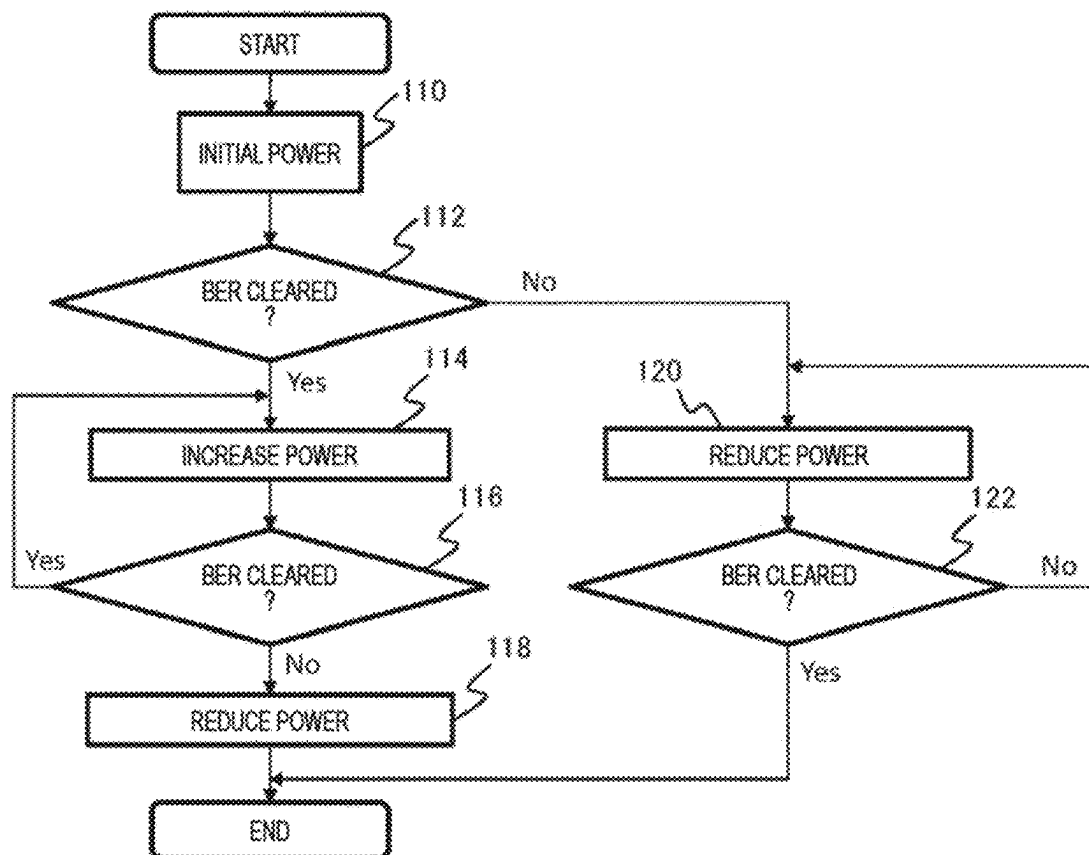 START
110
INITIAL POWER
112
BER CLEARED
?
No
Yes
114
INCREASE POWER
116
BER CLEARED
?
Yes
No
118
REDUCE POWER
120
REDUCE POWER
122
BER CLEARED
?
No
Yes
END